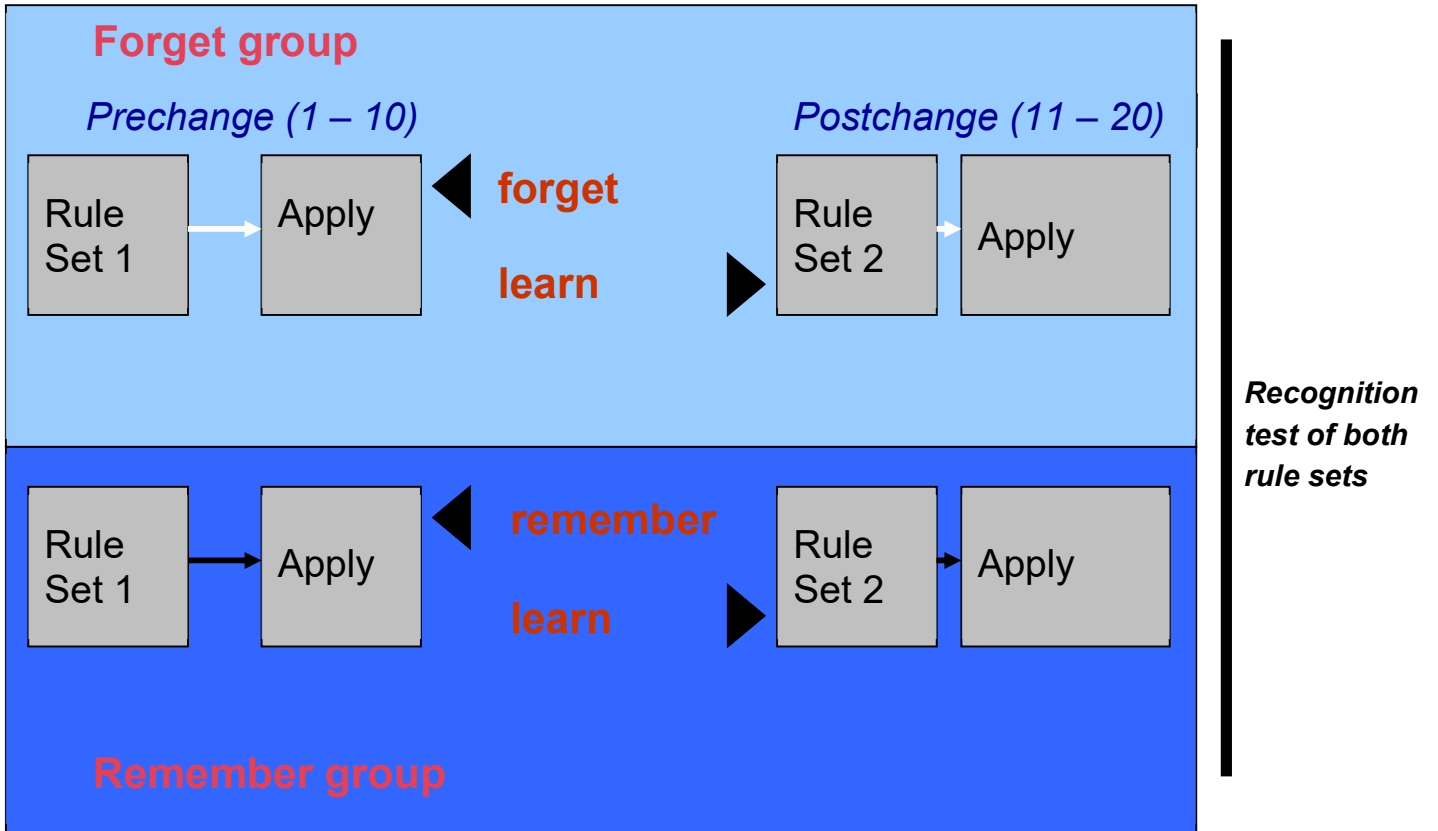 Forget group
Prechange (1 – 10)
Postchange (11 – 20)
Rule
Set 1
Apply
forget
learn
Rule
Set 2
Apply
Recognition
test of both
rule sets
Rule
Set 1
Apply
remember
learn
Rule
Set 2
Apply
Remember group